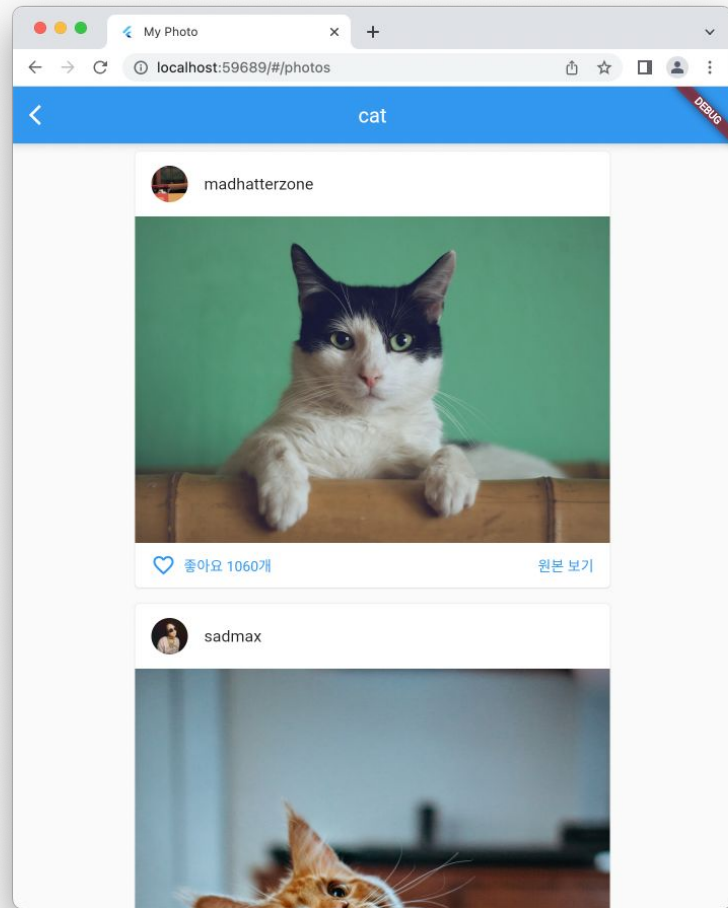 My Photo
localhost:59689/#/photos
cat
DEBUG
madhatterzone
좋아요 1060개
원본 보기
sadmax